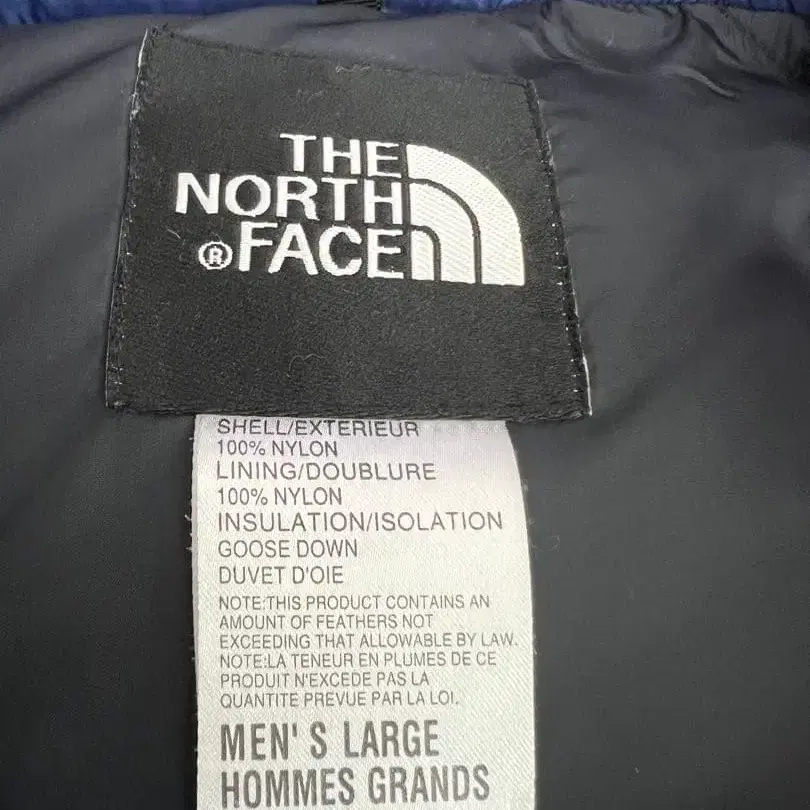 THE
NORTH
®FACE
SHELL/EXTERIEUR
100% NYLON
LINING/DOUBLURE
100% NYLON
INSULATION/ISOLATION
GOOSE DOWN
DUVET D'OIE
NOTE:THIS PRODUCT CONTAINS AN
AMOUNT OF FEATHERS NOT
EXCEEDING THAT ALLOWABLE BY LAW.
NOTE:LA TENEUR EN PLUMES DE CE
PRODUIT N'EXCEDE PAS LA
QUANTITE PREVUE PAR LA LOI.
MEN'S LARGE
HOMMES GRANDS